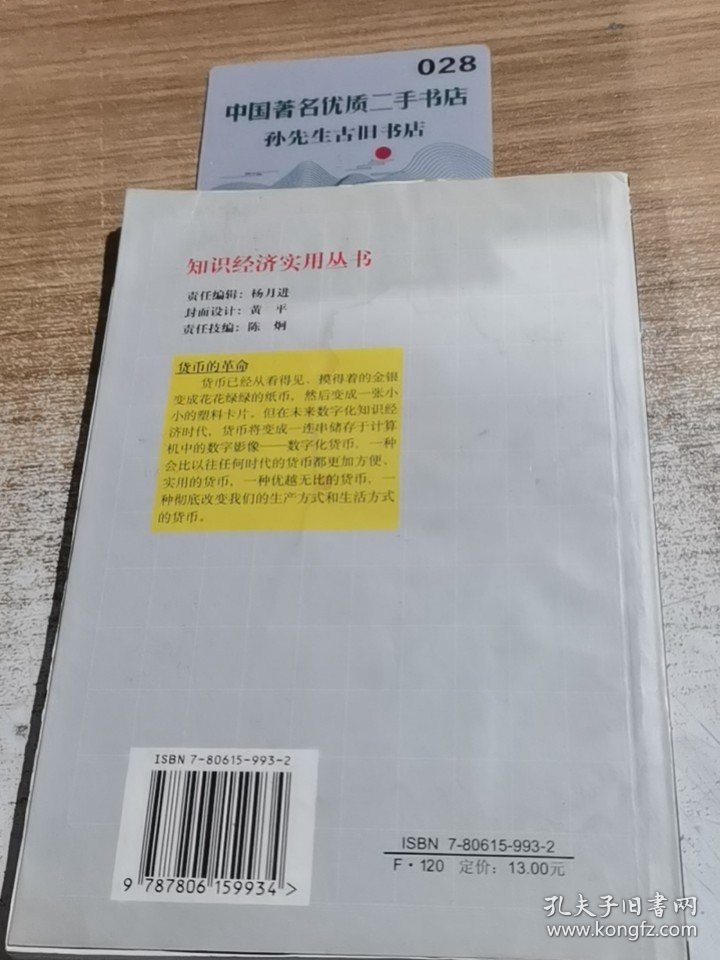 028
中国著名优质二手书店
孙先生古旧书店
知识经济实用丛书
责任编辑：杨月进
封面设计：黄　平
责任技编：陈　炯
货币的革命
货币已经从看得见、摸得着的金银
变成花花绿绿的纸币，然后变成一张小
小的塑料卡片。但在未来数字化知识经
济时代，货币将变成一连串储存于计算
机中的数字影像——数字化货币，一种
会比以往任何时代的货币都更加方便、
实用的货币，一种优越无比的货币，一
种彻底改变我们的生产方式和生活方式
的货币。
ISBN 7-80615-993-2
9 787806 159934 >
ISBN 7-80615-993-2
F·120 定价：13.00元
孔夫子旧书网
www.kongfz.com